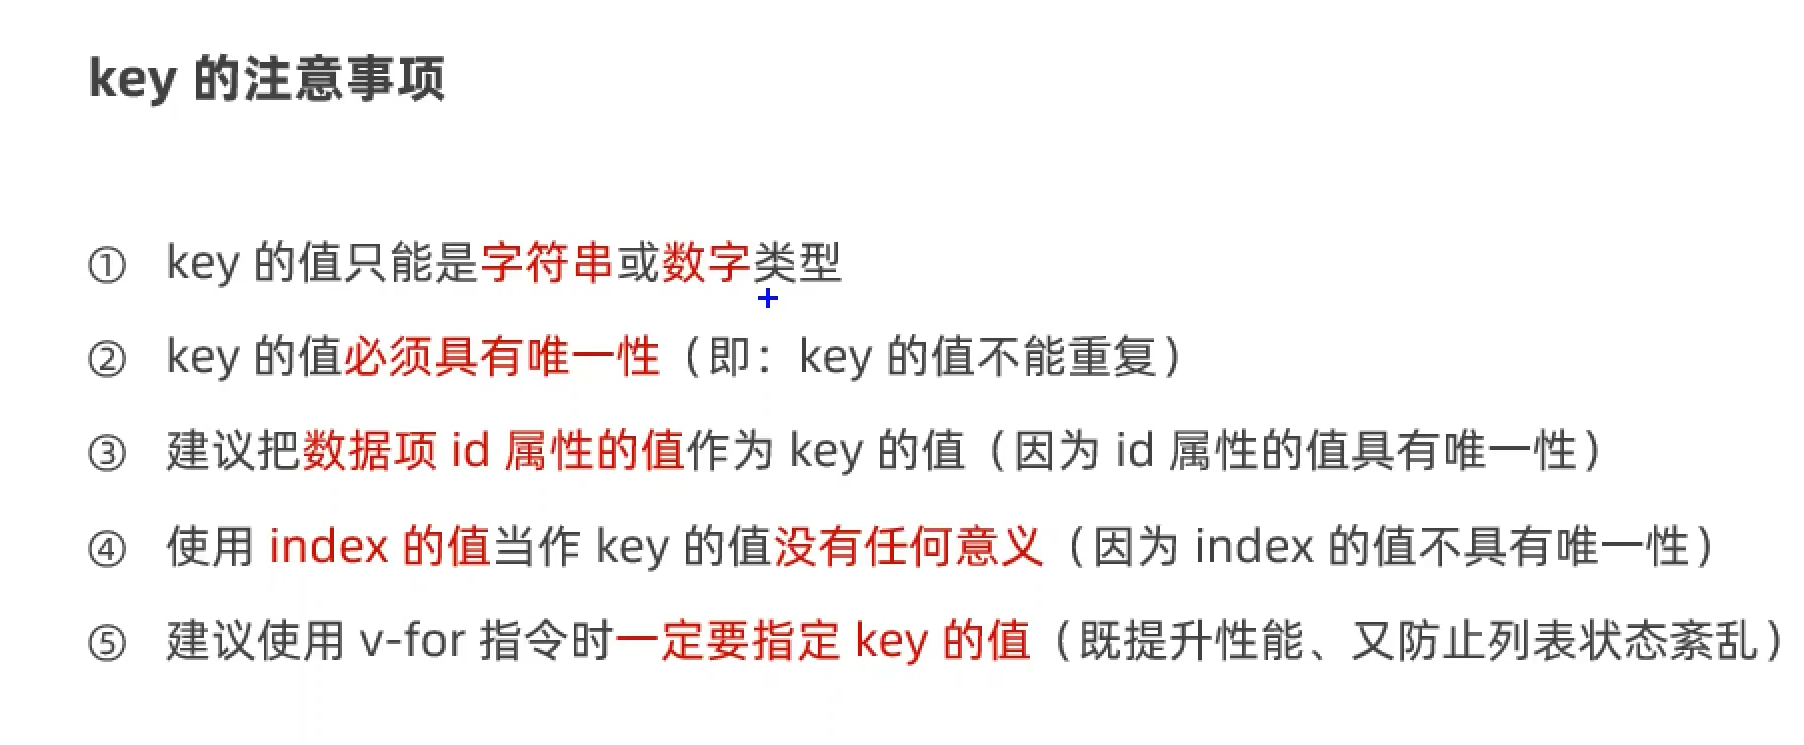 key 的注意事项
① key 的值只能是字符串或数字类型
② key 的值必须具有唯一性（即：key 的值不能重复）
③ 建议把数据项 id 属性的值作为 key 的值（因为 id 属性的值具有唯一性）
④ 使用 index 的值当作 key 的值没有任何意义（因为 index 的值不具有唯一性）
⑤ 建议使用 v-for 指令时一定要指定 key 的值（既提升性能、又防止列表状态紊乱）